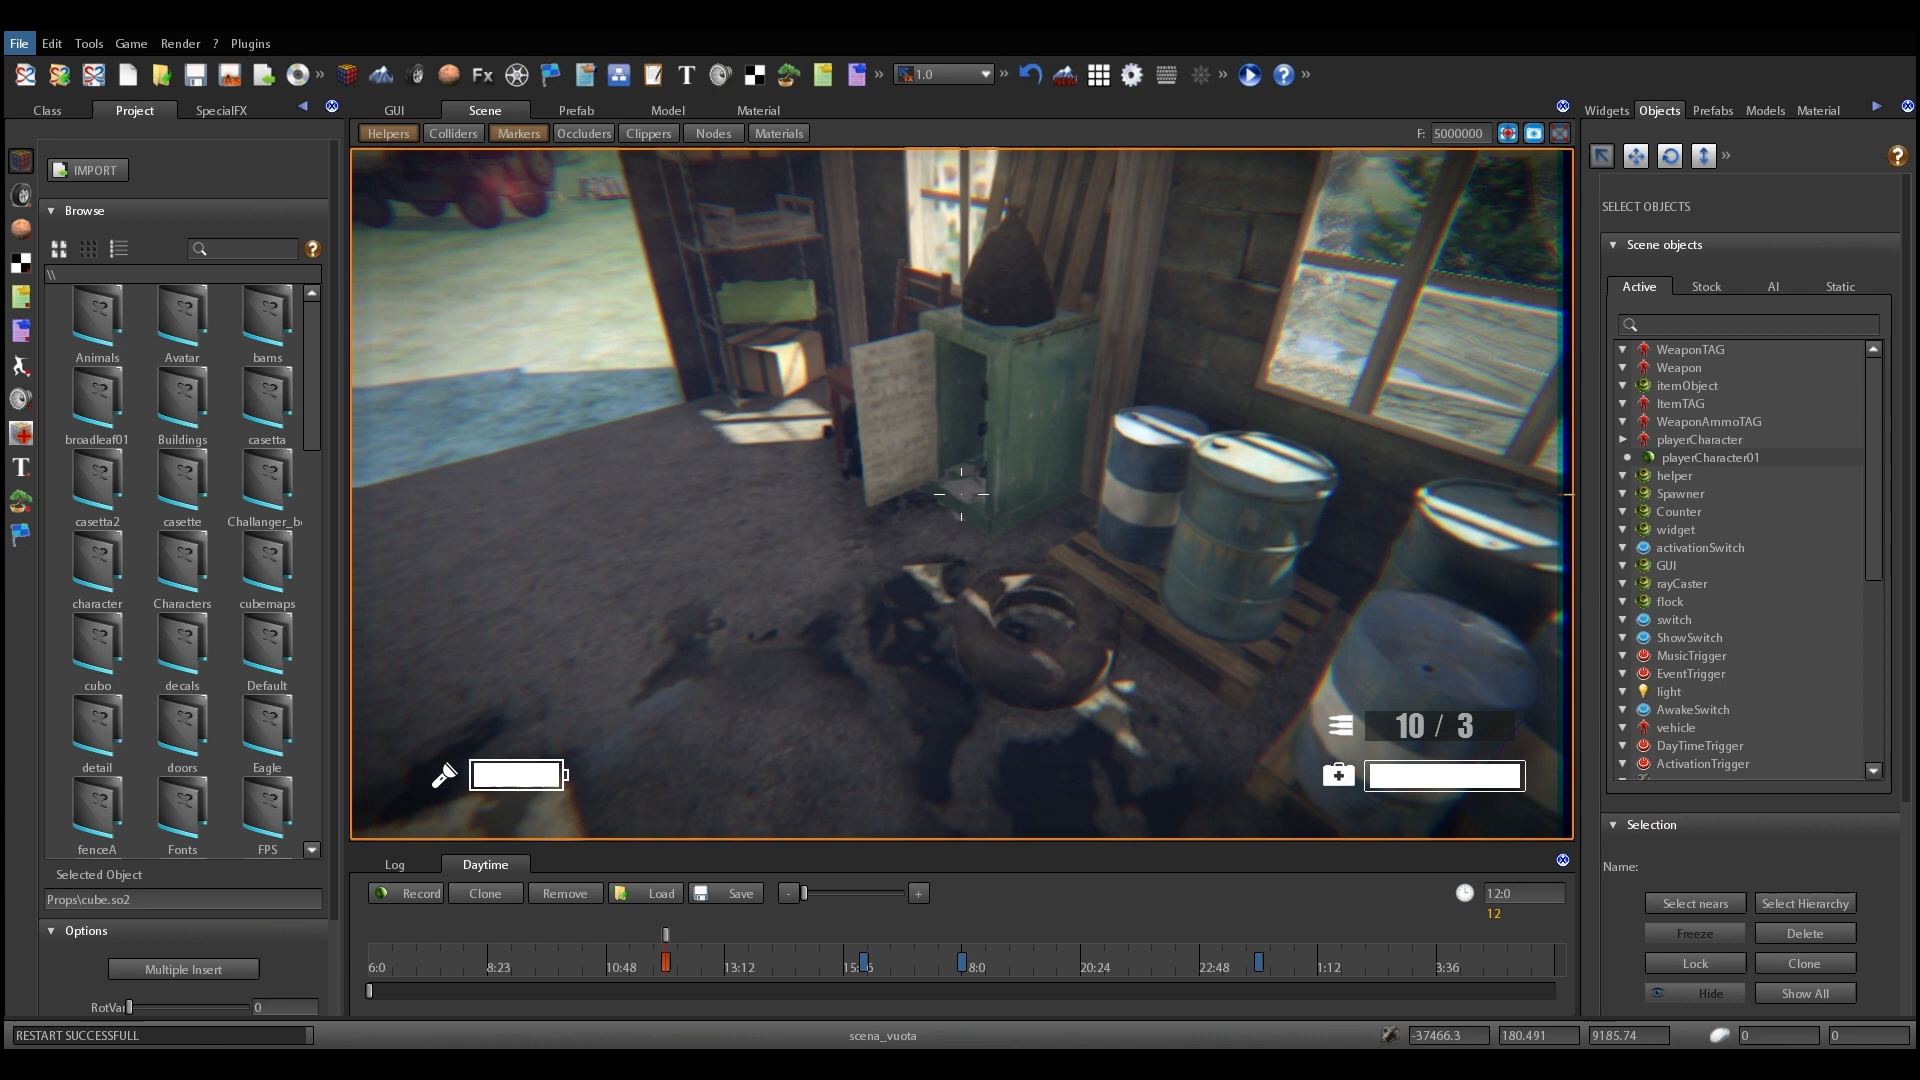 File Edit Tools Game Render ? Plugins
Fx T 1.0
Class Project SpecialFX
GUI Scene Prefab Model Material
Widgets Objects Prefabs Models Material
Helpers Colliders Markers Occluders Clippers Nodes Materials
F: 5000000
IMPORT
Browse
\\
Animals Avatar barns
broadleaf01 Buildings casetta
casetta2 casette Challanger_b
character Characters cubemaps
cubo decals Default
detail doors Eagle
fenceA Fonts FPS
Selected Object
Props\cube.so2
Options
Multiple Insert
RotVar 0
10 / 3
Log Daytime
Record Clone Remove Load Save - +
12:0
12
6:0 8:23 10:48 13:12 8:0 20:24 22:48 1:12 3:36
SELECT OBJECTS
Scene objects
Active Stock AI Static
WeaponTAG
Weapon
itemObject
ItemTAG
WeaponAmmoTAG
playerCharacter
playerCharacter01
helper
Spawner
Counter
widget
activationSwitch
GUI
rayCaster
flock
switch
ShowSwitch
MusicTrigger
EventTrigger
light
AwakeSwitch
vehicle
DayTimeTrigger
ActivationTrigger
Selection
Name:
Select nears Select Hierarchy
Freeze Delete
Lock Clone
Hide Show All
RESTART SUCCESSFULL
scena_vuota
-37466.3 180.491 9185.74 0 0